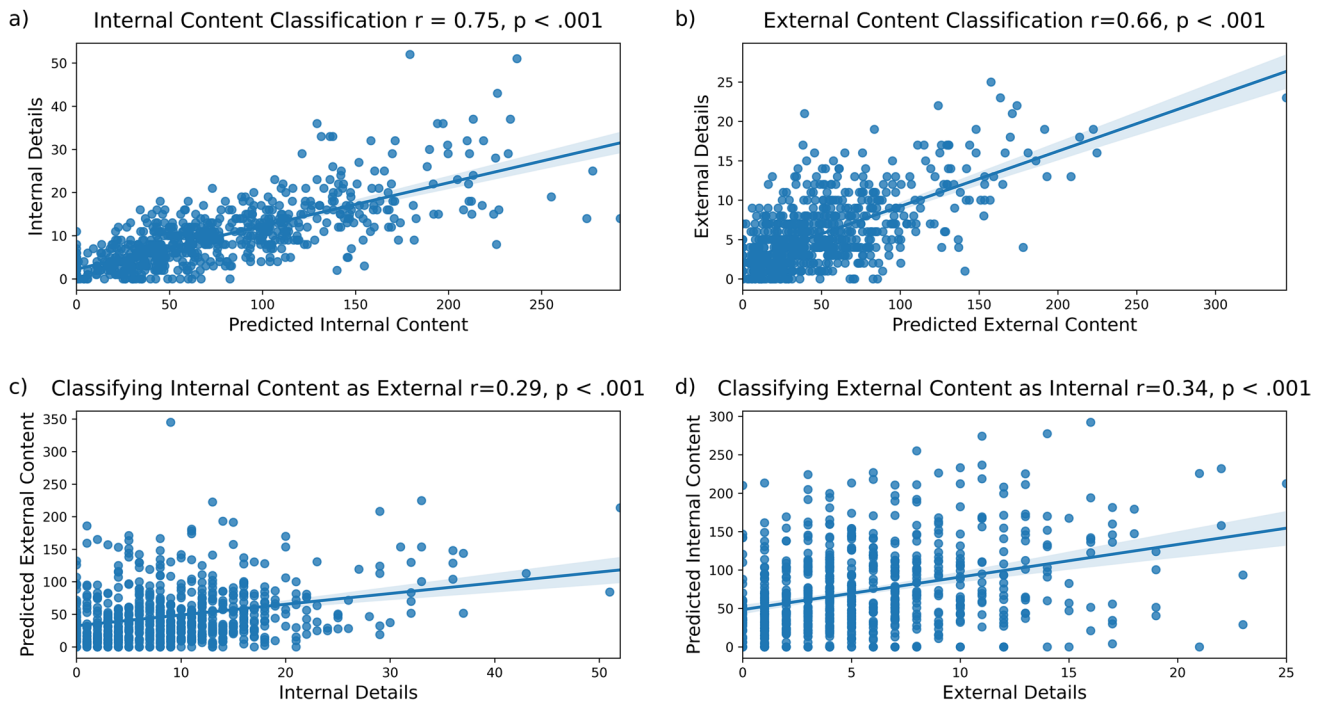 a) Internal Content Classification r = 0.75, p < .001
50
40
30
20
10
0
Internal Details
0 50 100 150 200 250
Predicted Internal Content
b) External Content Classification r=0.66, p < .001
25
20
15
10
5
0
External Details
0 50 100 150 200 250 300
Predicted External Content
c) Classifying Internal Content as External r=0.29, p < .001
350
300
250
200
150
100
50
0
Predicted External Content
0 10 20 30 40 50
Internal Details
d) Classifying External Content as Internal r=0.34, p < .001
300
250
200
150
100
50
0
Predicted Internal Content
0 5 10 15 20 25
External Details